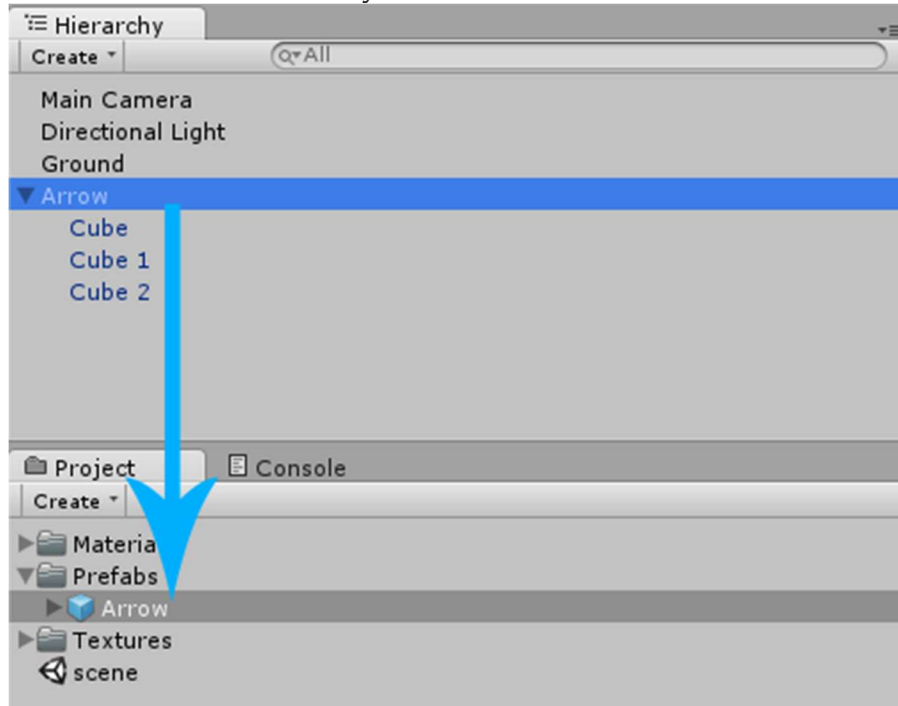 Hierarchy
Create
All
Main Camera
Directional Light
Ground
Arrow
Cube
Cube 1
Cube 2
Project Console
Create
Materia
Prefabs
Arrow
Textures
scene